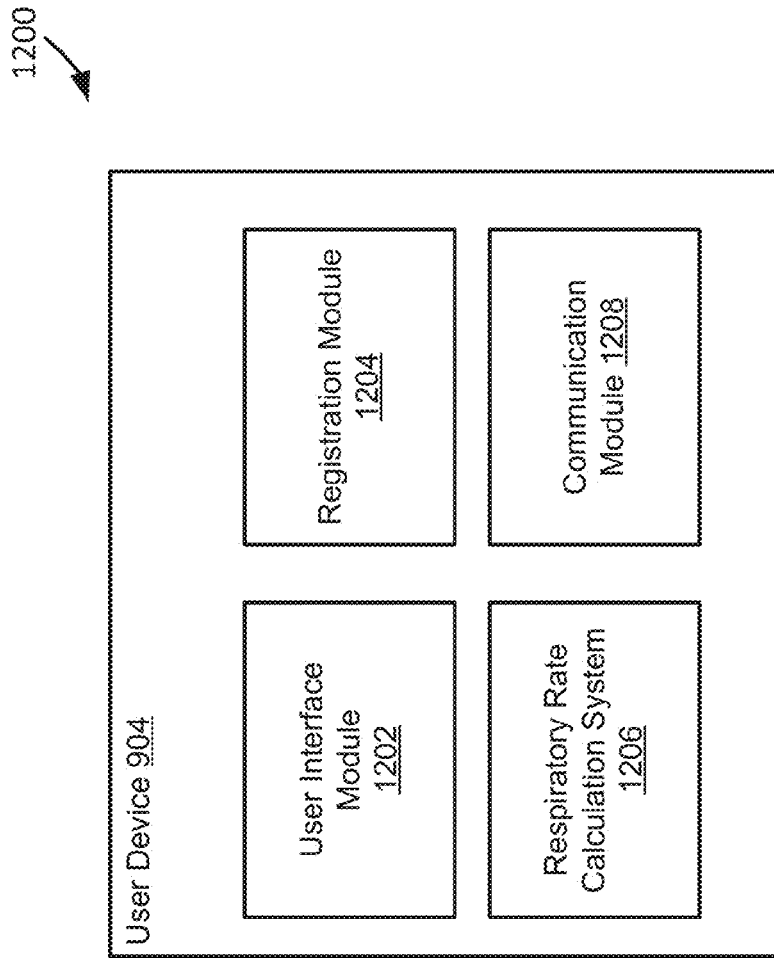 1200
User Device 904
User Interface
Module
1202
Registration Module
1204
Respiratory Rate
Calculation System
1206
Communication
Module 1208